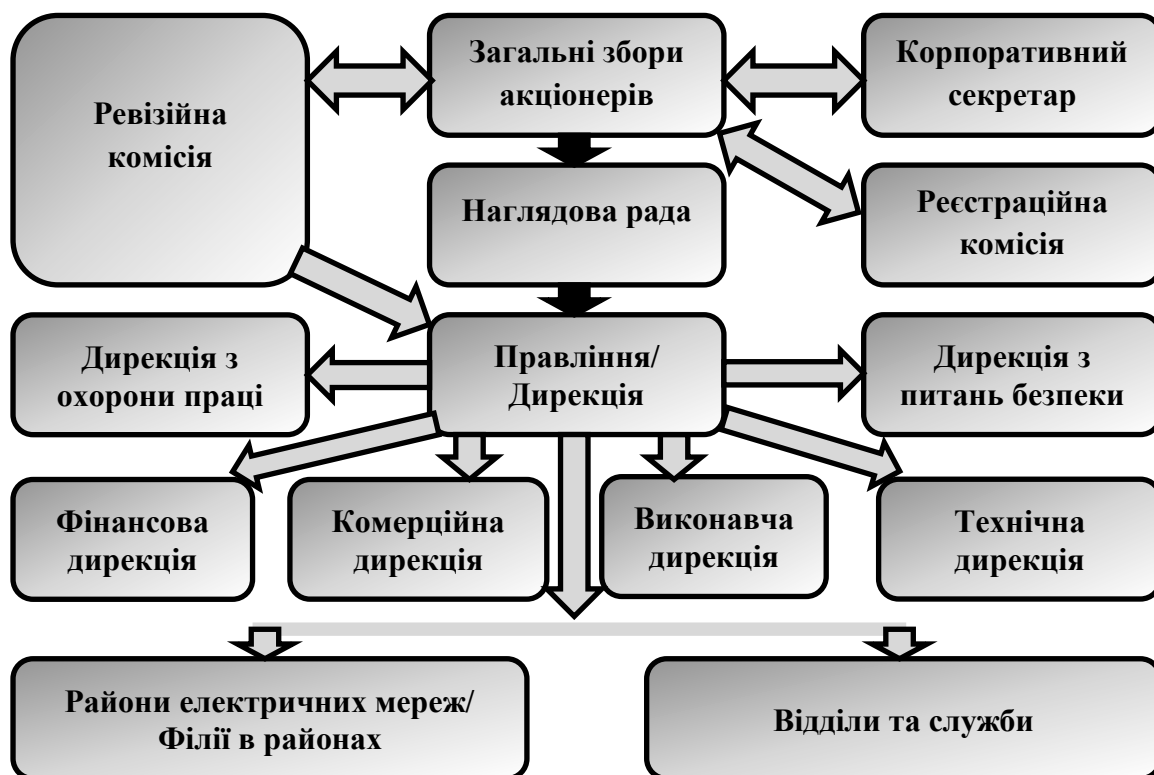 Ревізійна
комісія
Загальні збори
акціонерів
Корпоративний
секретар
Наглядова рада
Реєстраційна
комісія
Дирекція з
охорони праці
Правління/
Дирекція
Дирекція з
питань безпеки
Фінансова
дирекція
Комерційна
дирекція
Виконавча
дирекція
Технічна
дирекція
Райони електричних мереж/
Філії в районах
Відділи та служби